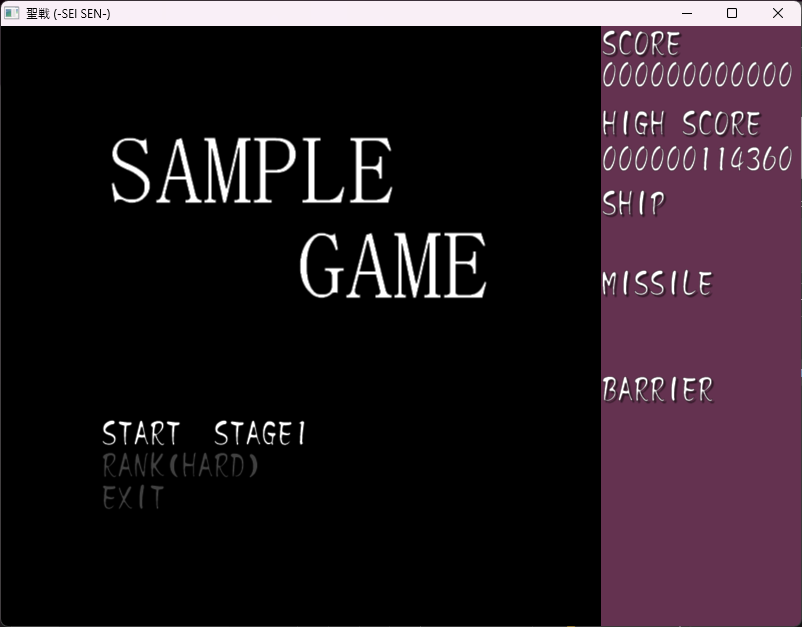 聖戦 (-SEI SEN-)
SAMPLE
GAME
START STAGE1
RANK(HARD)
EXIT
SCORE
000000000000
HIGH SCORE
000000114360
SHIP
MISSILE
BARRIER